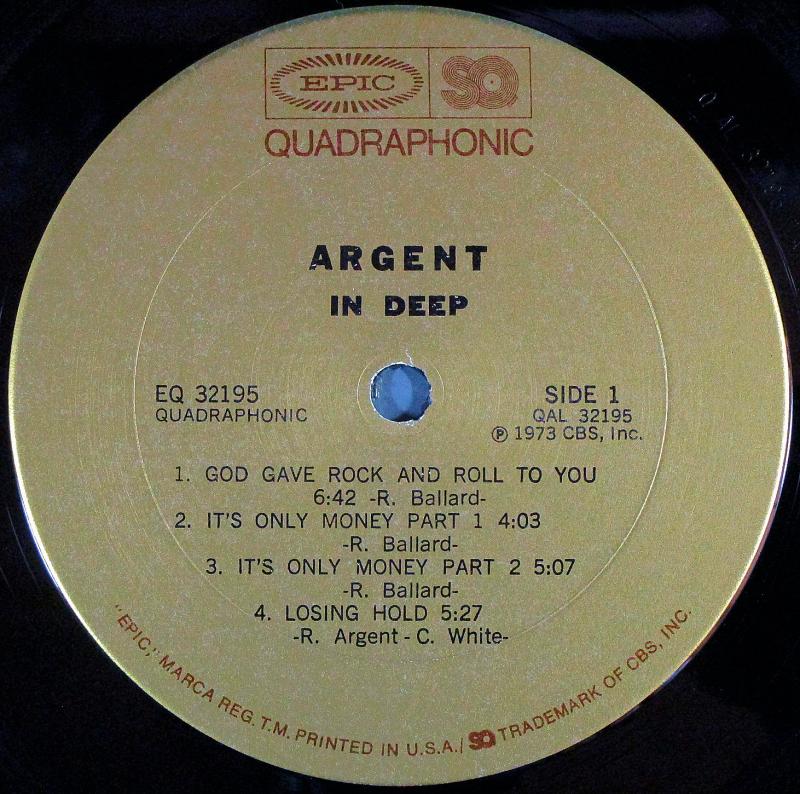 EPIC SQ
QUADRAPHONIC
ARGENT
IN DEEP
EQ 32195
QUADRAPHONIC
SIDE 1
QAL 32195
Ⓟ 1973 CBS, Inc.
1. GOD GAVE ROCK AND ROLL TO YOU
6:42 -R. Ballard-
2. IT'S ONLY MONEY PART 1 4:03
-R. Ballard-
3. IT'S ONLY MONEY PART 2 5:07
-R. Ballard-
4. LOSING HOLD 5:27
-R. Argent - C. White-
"EPIC," MARCA REG. T.M. PRINTED IN U.S.A./ SQ TRADEMARK OF CBS, INC.